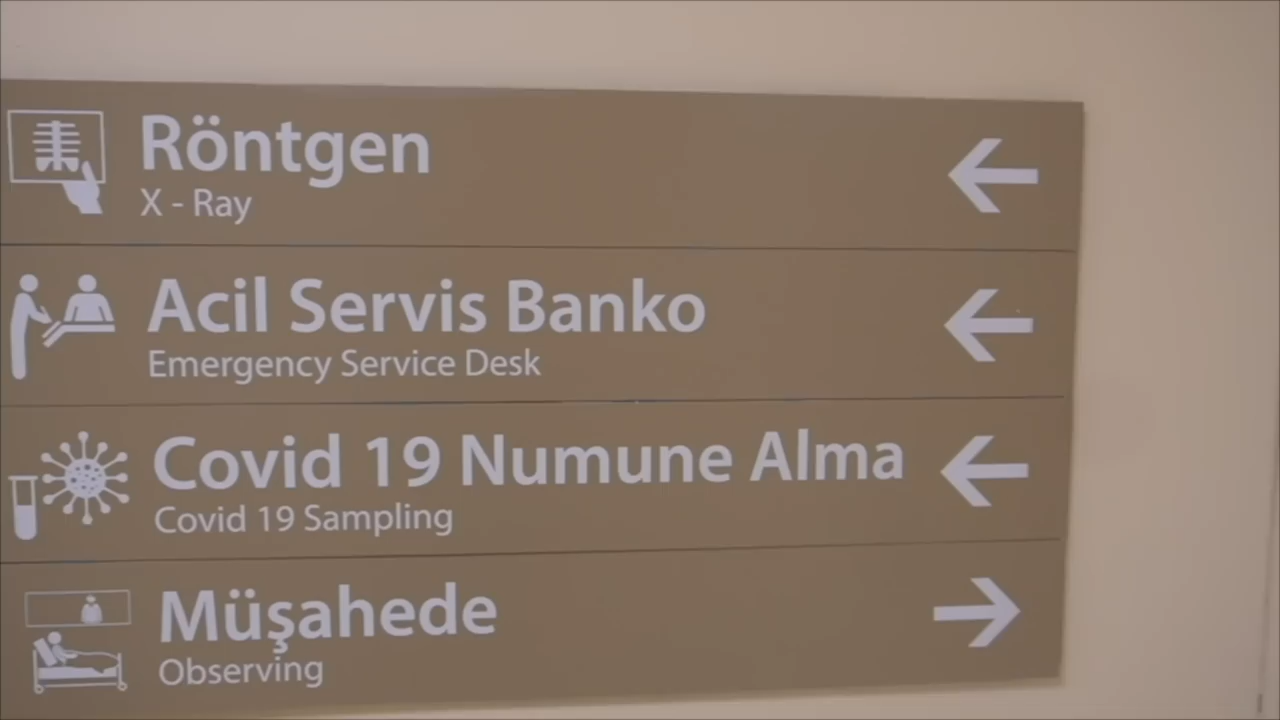 Röntgen
X - Ray
Acil Servis Banko
Emergency Service Desk
Covid 19 Numune Alma
Covid 19 Sampling
Müşahede
Observing